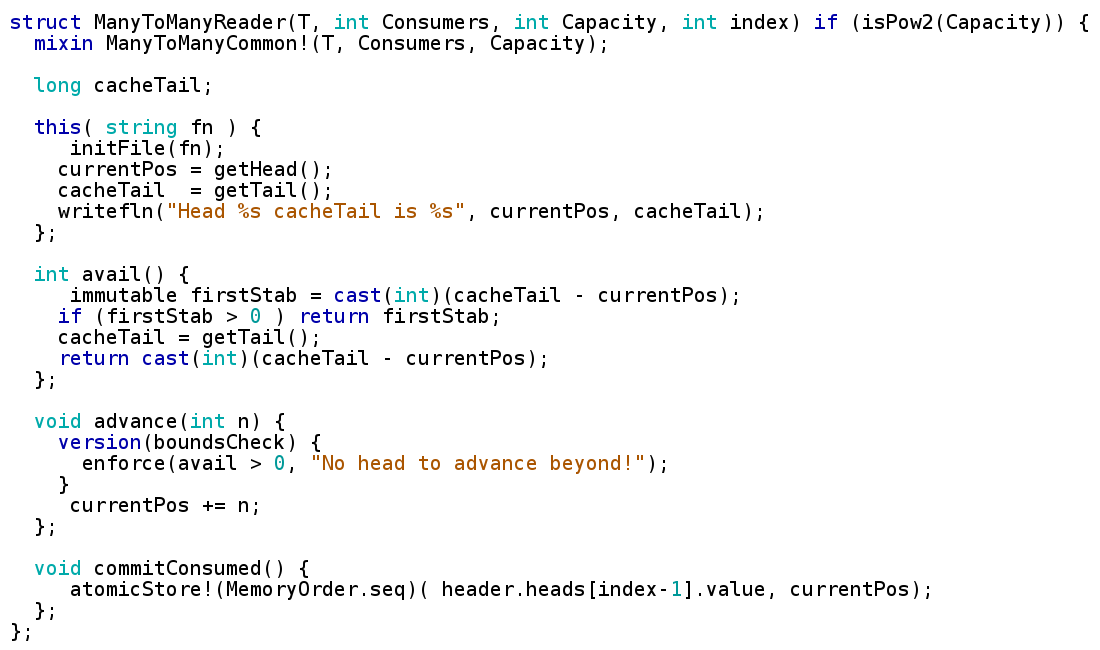 struct ManyToManyReader(T, int Consumers, int Capacity, int index) if (isPow2(Capacity)) {
  mixin ManyToManyCommon!(T, Consumers, Capacity);

  long cacheTail;

  this( string fn ) {
     initFile(fn);
    currentPos = getHead();
    cacheTail  = getTail();
    writefln("Head %s cacheTail is %s", currentPos, cacheTail);
  };

  int avail() {
     immutable firstStab = cast(int)(cacheTail - currentPos);
    if (firstStab > 0 ) return firstStab;
    cacheTail = getTail();
    return cast(int)(cacheTail - currentPos);
  };

  void advance(int n) {
    version(boundsCheck) {
      enforce(avail > 0, "No head to advance beyond!");
    }
     currentPos += n;
  };

  void commitConsumed() {
     atomicStore!(MemoryOrder.seq)( header.heads[index-1].value, currentPos);
  };
};